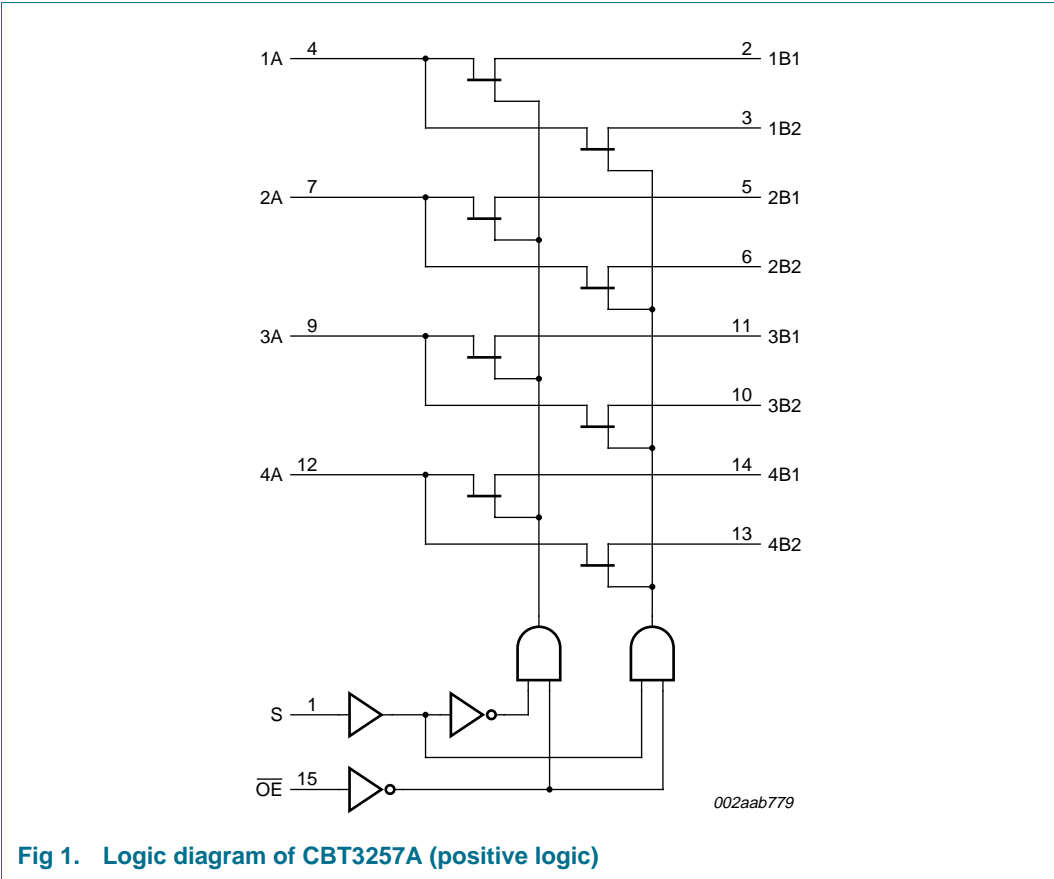 1A 4 2 1B1
3 1B2
2A 7 5 2B1
6 2B2
3A 9 11 3B1
10 3B2
4A 12 14 4B1
13 4B2
S 1
O̅E̅ 15
002aab779
Fig 1. Logic diagram of CBT3257A (positive logic)